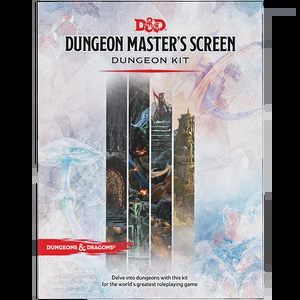 D&D
DUNGEON MASTER'S SCREEN
DUNGEON KIT
DUNGEONS & DRAGONS®
Delve into dungeons with this kit
for the world's greatest roleplaying game